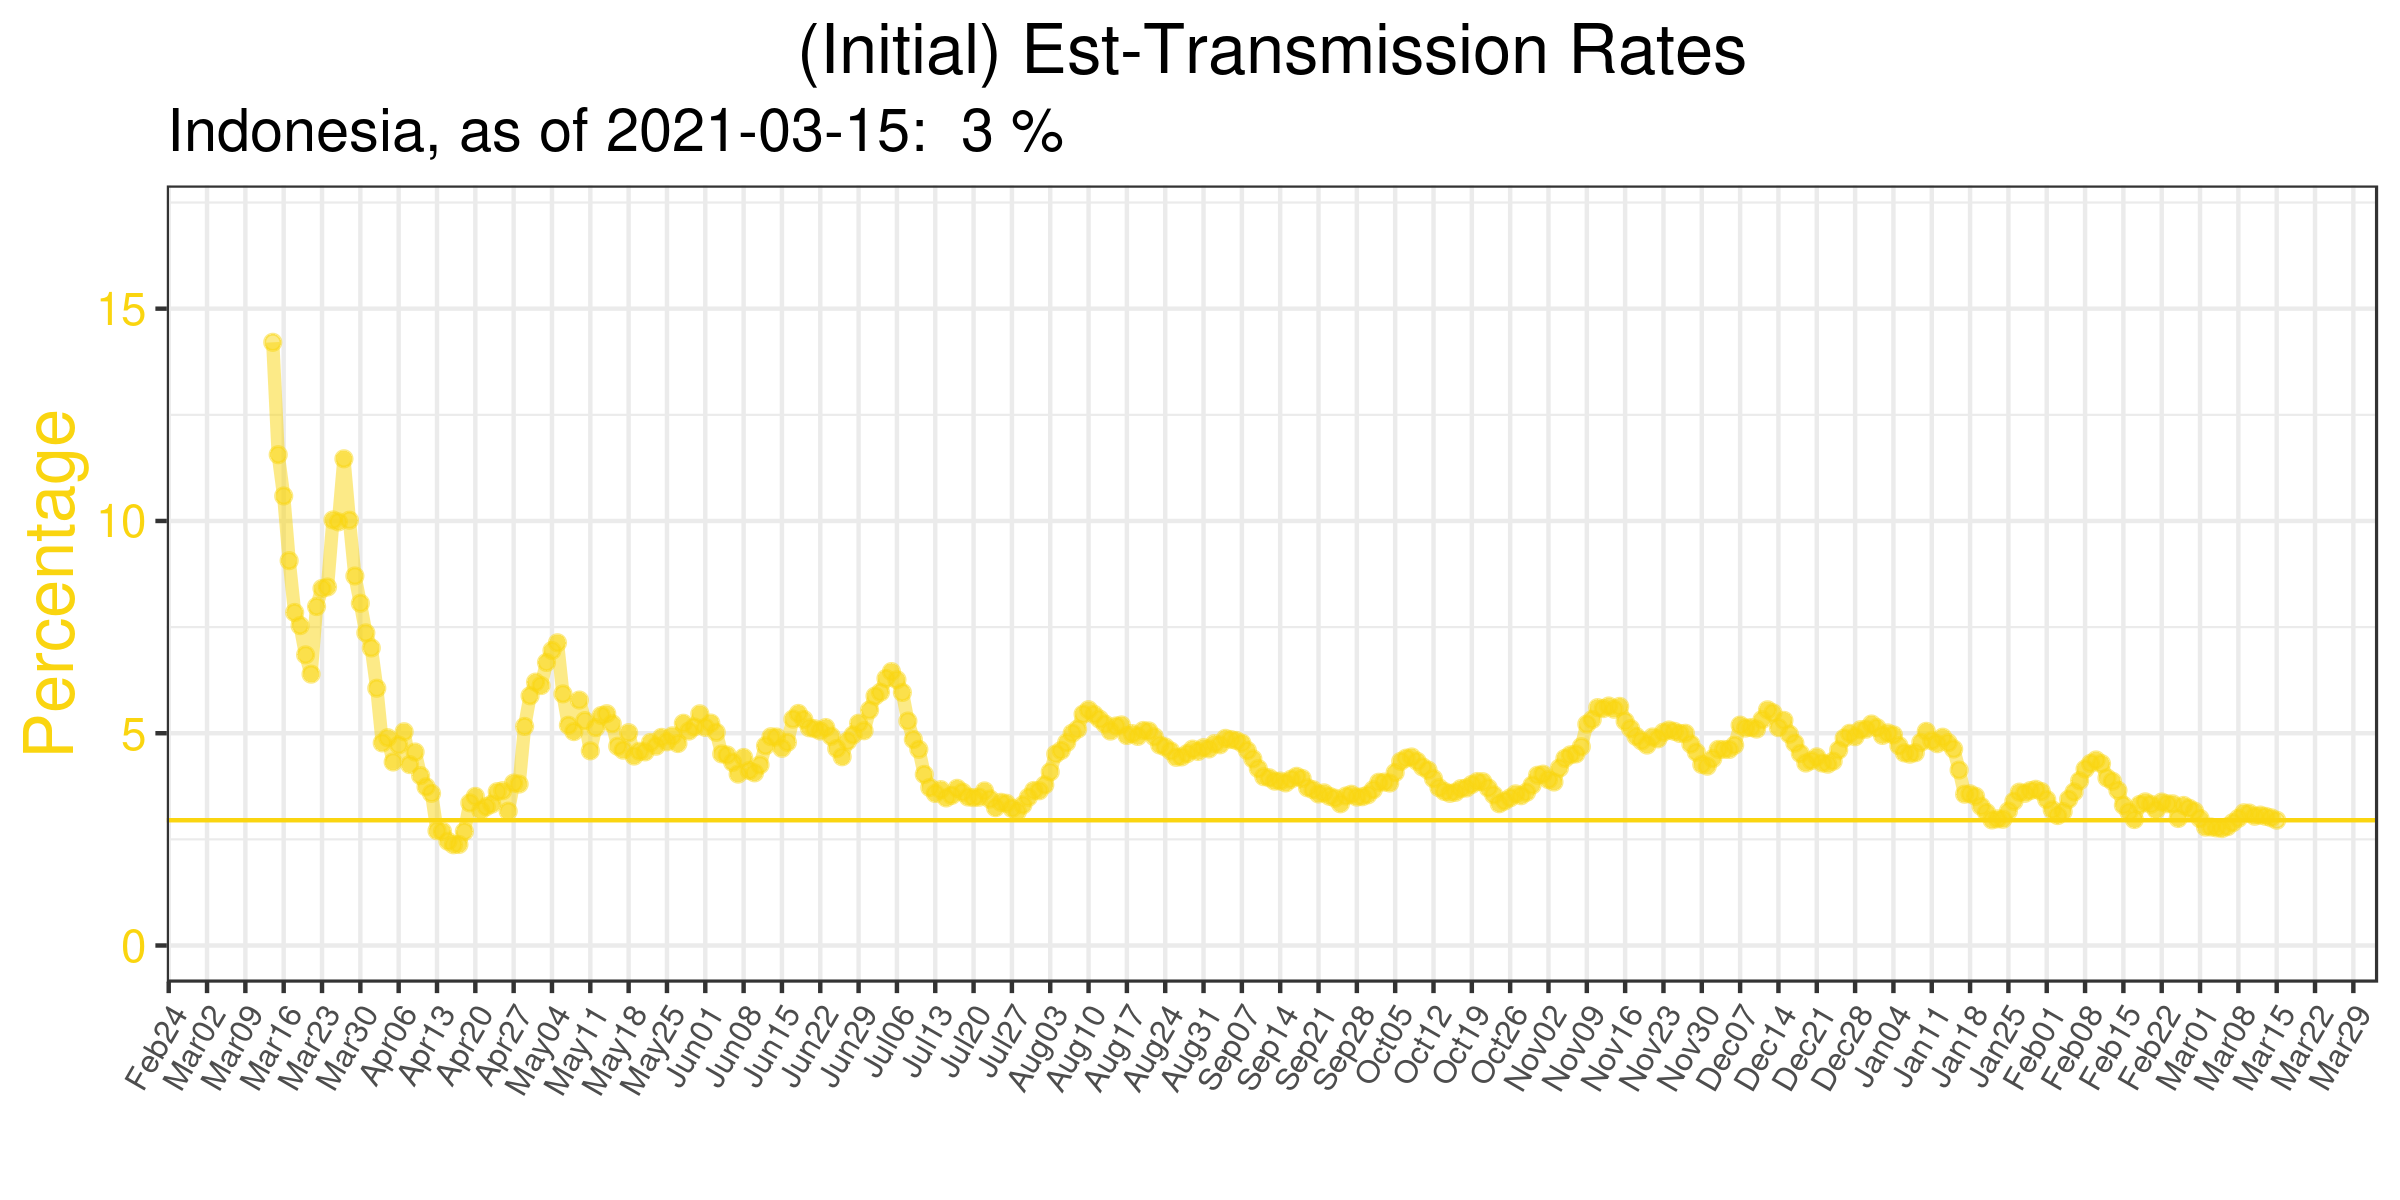 (Initial) Est-Transmission Rates
Indonesia, as of 2021-03-15:  3 %
Percentage
15
10
5
0
Feb24
Mar02
Mar09
Mar16
Mar23
Mar30
Apr06
Apr13
Apr20
Apr27
May04
May11
May18
May25
Jun01
Jun08
Jun15
Jun22
Jun29
Jul06
Jul13
Jul20
Jul27
Aug03
Aug10
Aug17
Aug24
Aug31
Sep07
Sep14
Sep21
Sep28
Oct05
Oct12
Oct19
Oct26
Nov02
Nov09
Nov16
Nov23
Nov30
Dec07
Dec14
Dec21
Dec28
Jan04
Jan11
Jan18
Jan25
Feb01
Feb08
Feb15
Feb22
Mar01
Mar08
Mar15
Mar22
Mar29